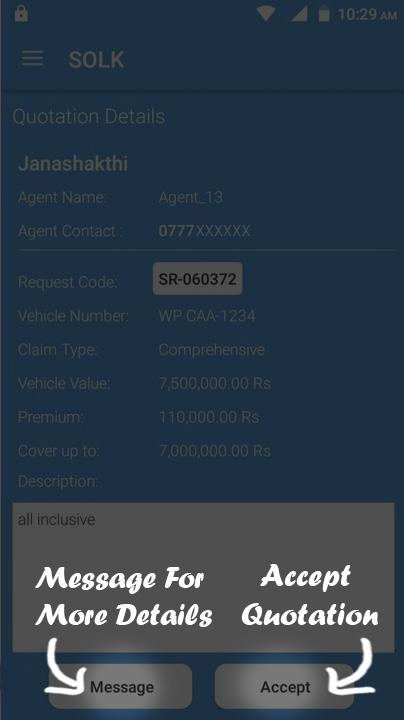 10:29 AM
SOLK
Quotation Details
Janashakthi
Agent Name: Agent_13
Agent Contact : 0777XXXXXX
Request Code: SR-060372
Vehicle Number: WP CAA-1234
Claim Type: Comprehensive
Vehicle Value: 7,500,000.00 Rs
Premium: 110,000.00 Rs
Cover up to: 7,000,000.00 Rs
Description:
all inclusive
Message For More Details
Accept Quotation
Message Accept